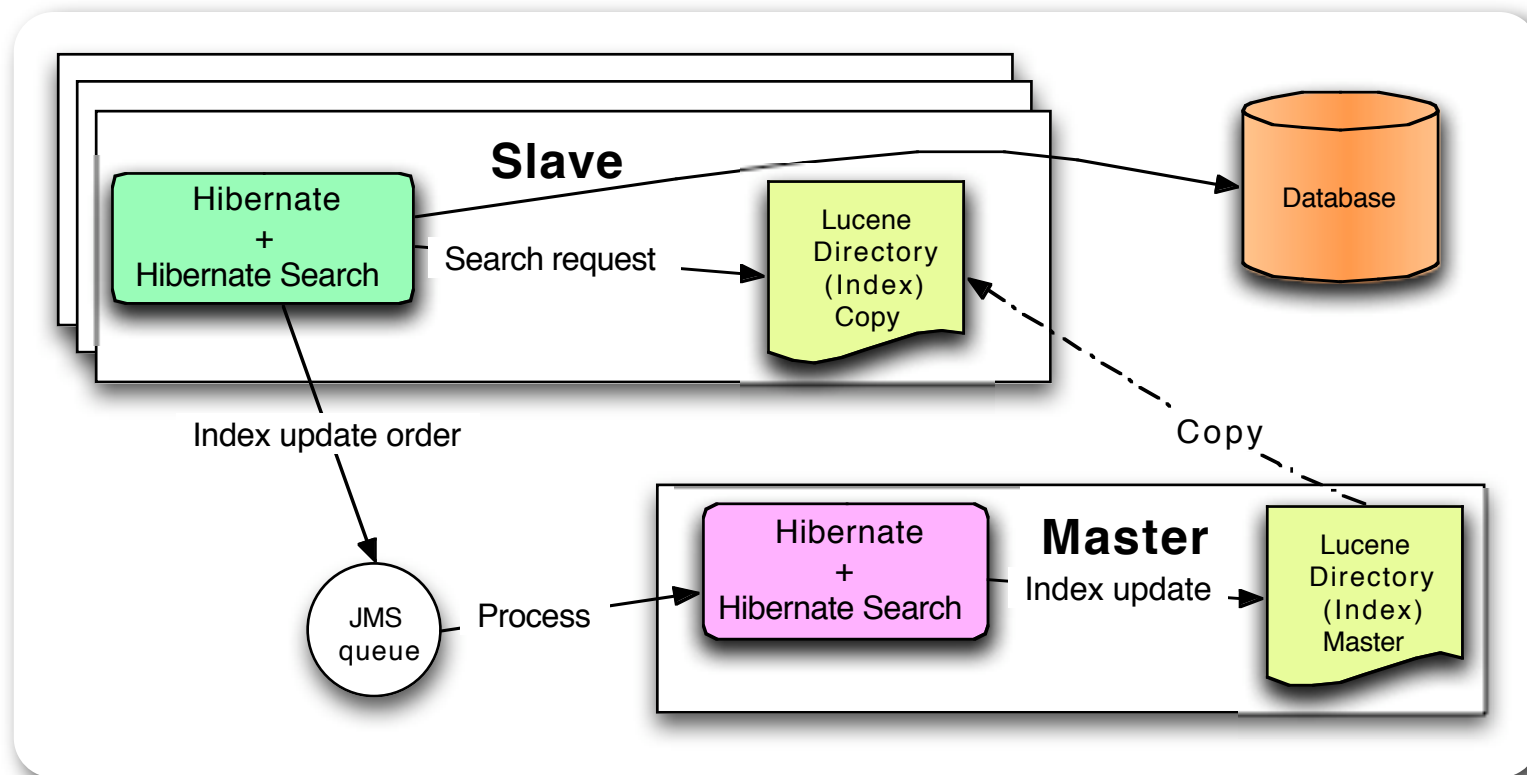 Slave
Hibernate
+
Hibernate Search
Search request
Lucene
Directory
(Index)
Copy
Database
Index update order
Copy
JMS
queue
Process
Master
Hibernate
+
Hibernate Search
Index update
Lucene
Directory
(Index)
Master